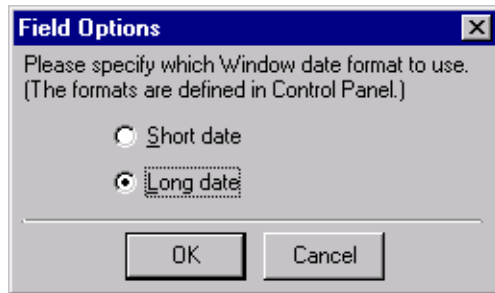 Field Options
Please specify which Window date format to use.
(The formats are defined in Control Panel.)
Short date
Long date
OK Cancel